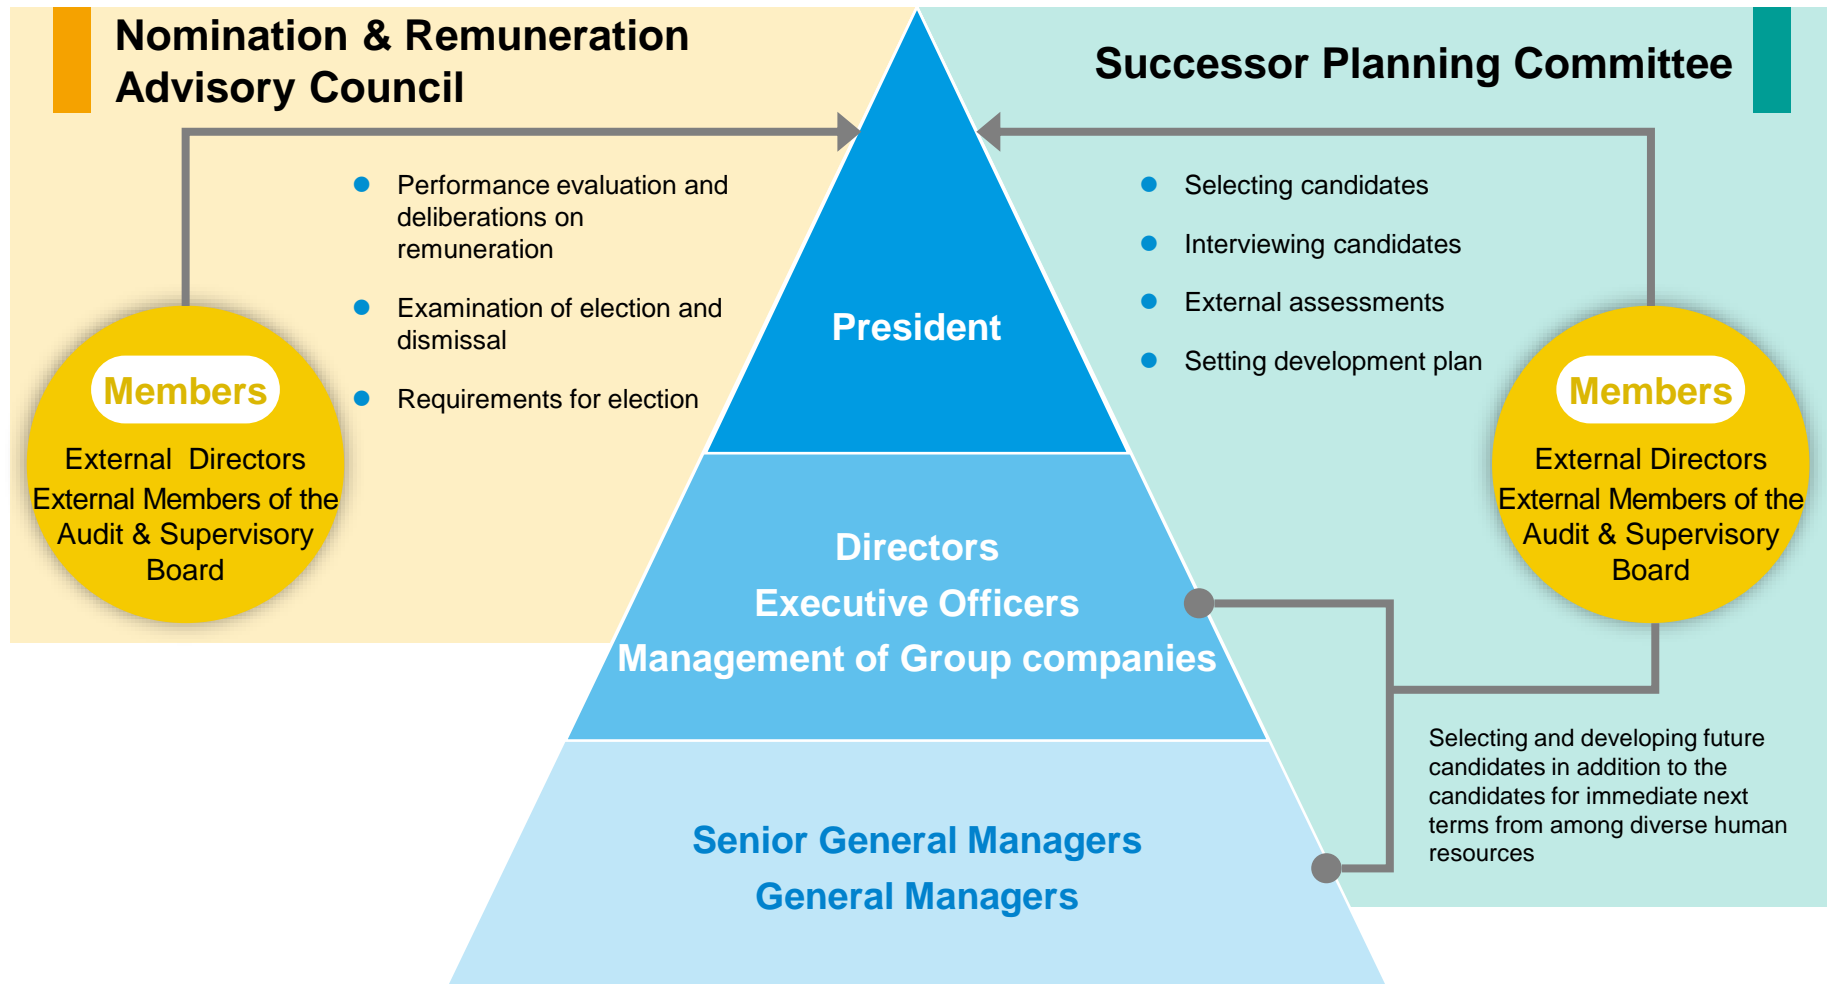 Nomination & Remuneration
Advisory Council
Performance evaluation and
deliberations on
remuneration
Examination of election and
dismissal
Requirements for election
Members
External Directors
External Members of the
Audit & Supervisory
Board
President
Directors
Executive Officers
Management of Group companies
Senior General Managers
General Managers
Successor Planning Committee
Selecting candidates
Interviewing candidates
External assessments
Setting development plan
Members
External Directors
External Members of the
Audit & Supervisory
Board
Selecting and developing future
candidates in addition to the
candidates for immediate next
terms from among diverse human
resources